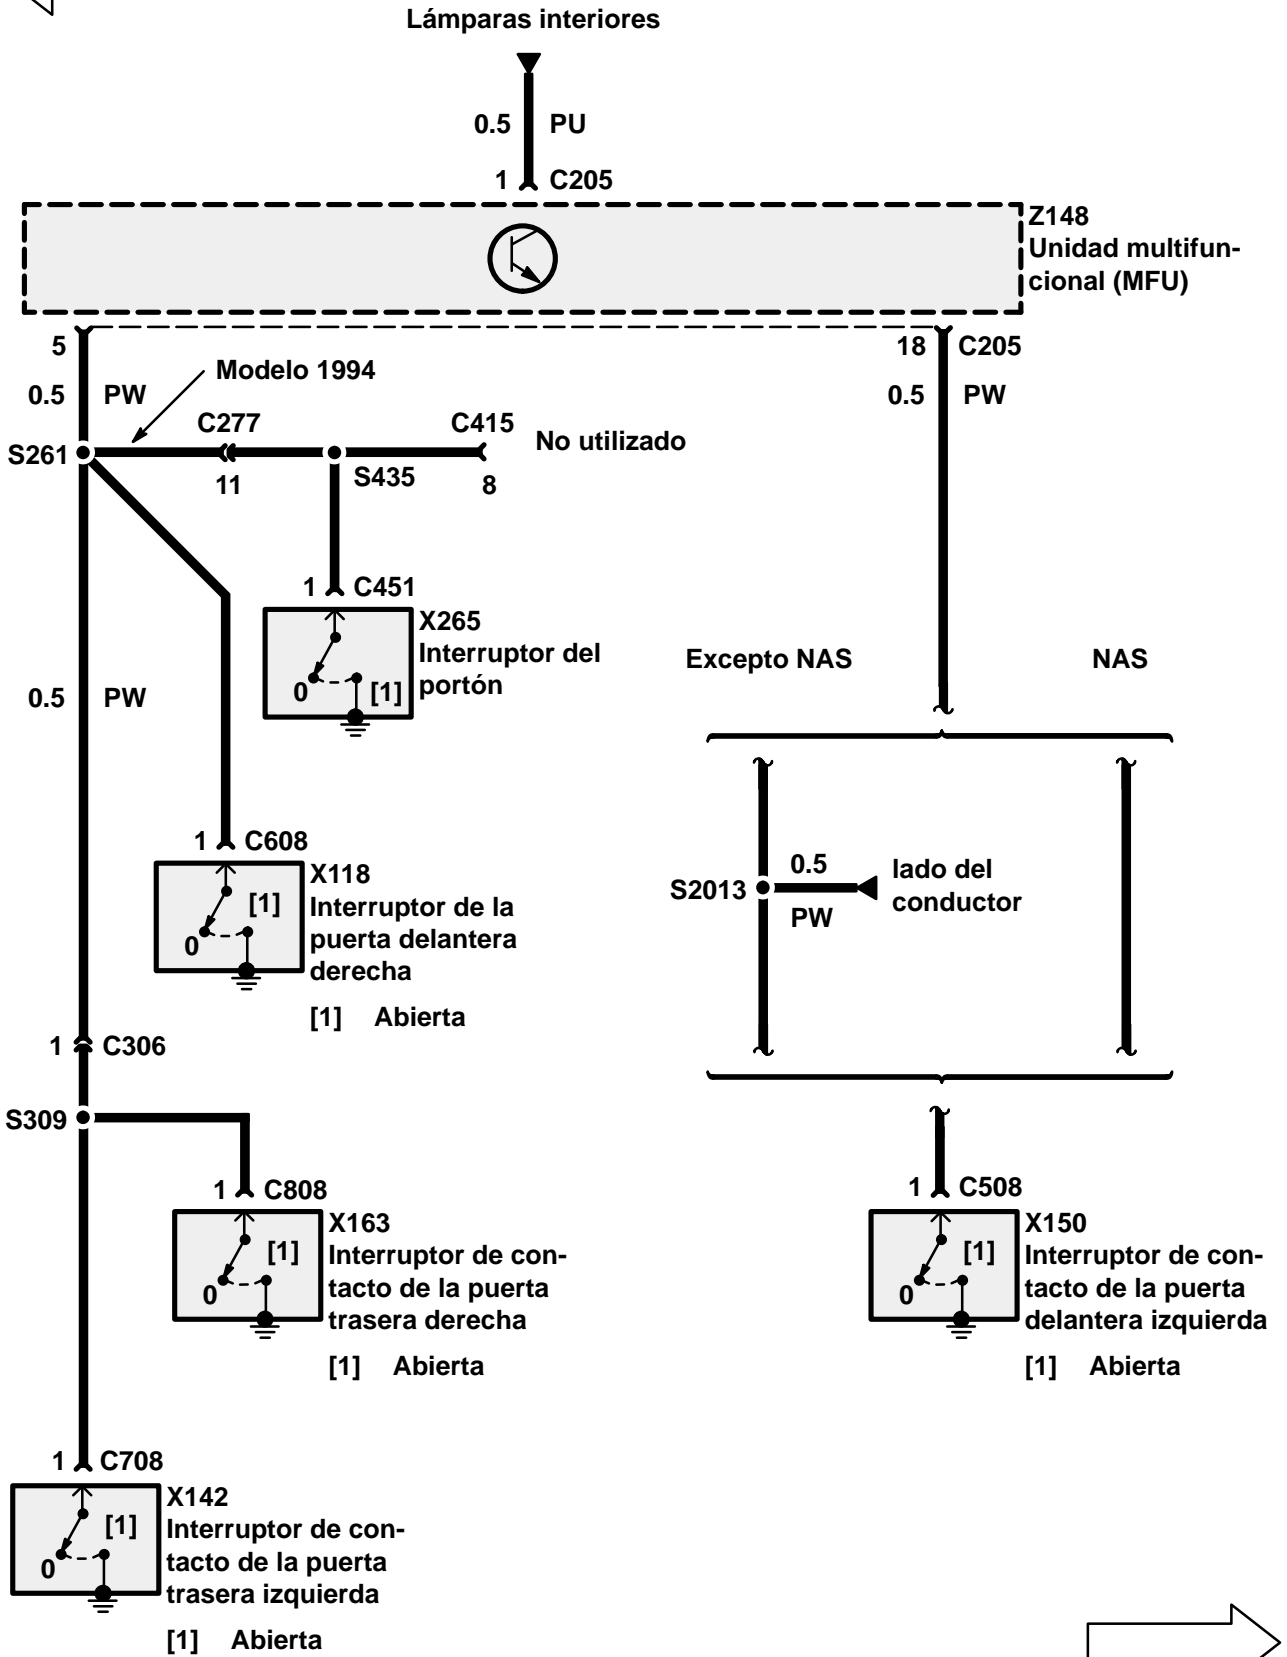 Lámparas interiores
0.5 PU
1 C205
Z148
Unidad multifun-
cional (MFU)
5
18 C205
0.5 PW
Modelo 1994
0.5 PW
C277
C415
No utilizado
S261
11
S435
8
1 C451
X265
Interruptor del
portón
0 [1]
Excepto NAS
NAS
0.5 PW
1 C608
X118
Interruptor de la
puerta delantera
derecha
[1]
0
[1] Abierta
S2013
0.5
PW
lado del
conductor
1 C306
S309
1 C808
X163
Interruptor de con-
tacto de la puerta
trasera derecha
[1]
0
[1] Abierta
1 C508
X150
Interruptor de con-
tacto de la puerta
delantera izquierda
[1]
0
[1] Abierta
1 C708
X142
Interruptor de con-
tacto de la puerta
trasera izquierda
[1]
0
[1] Abierta